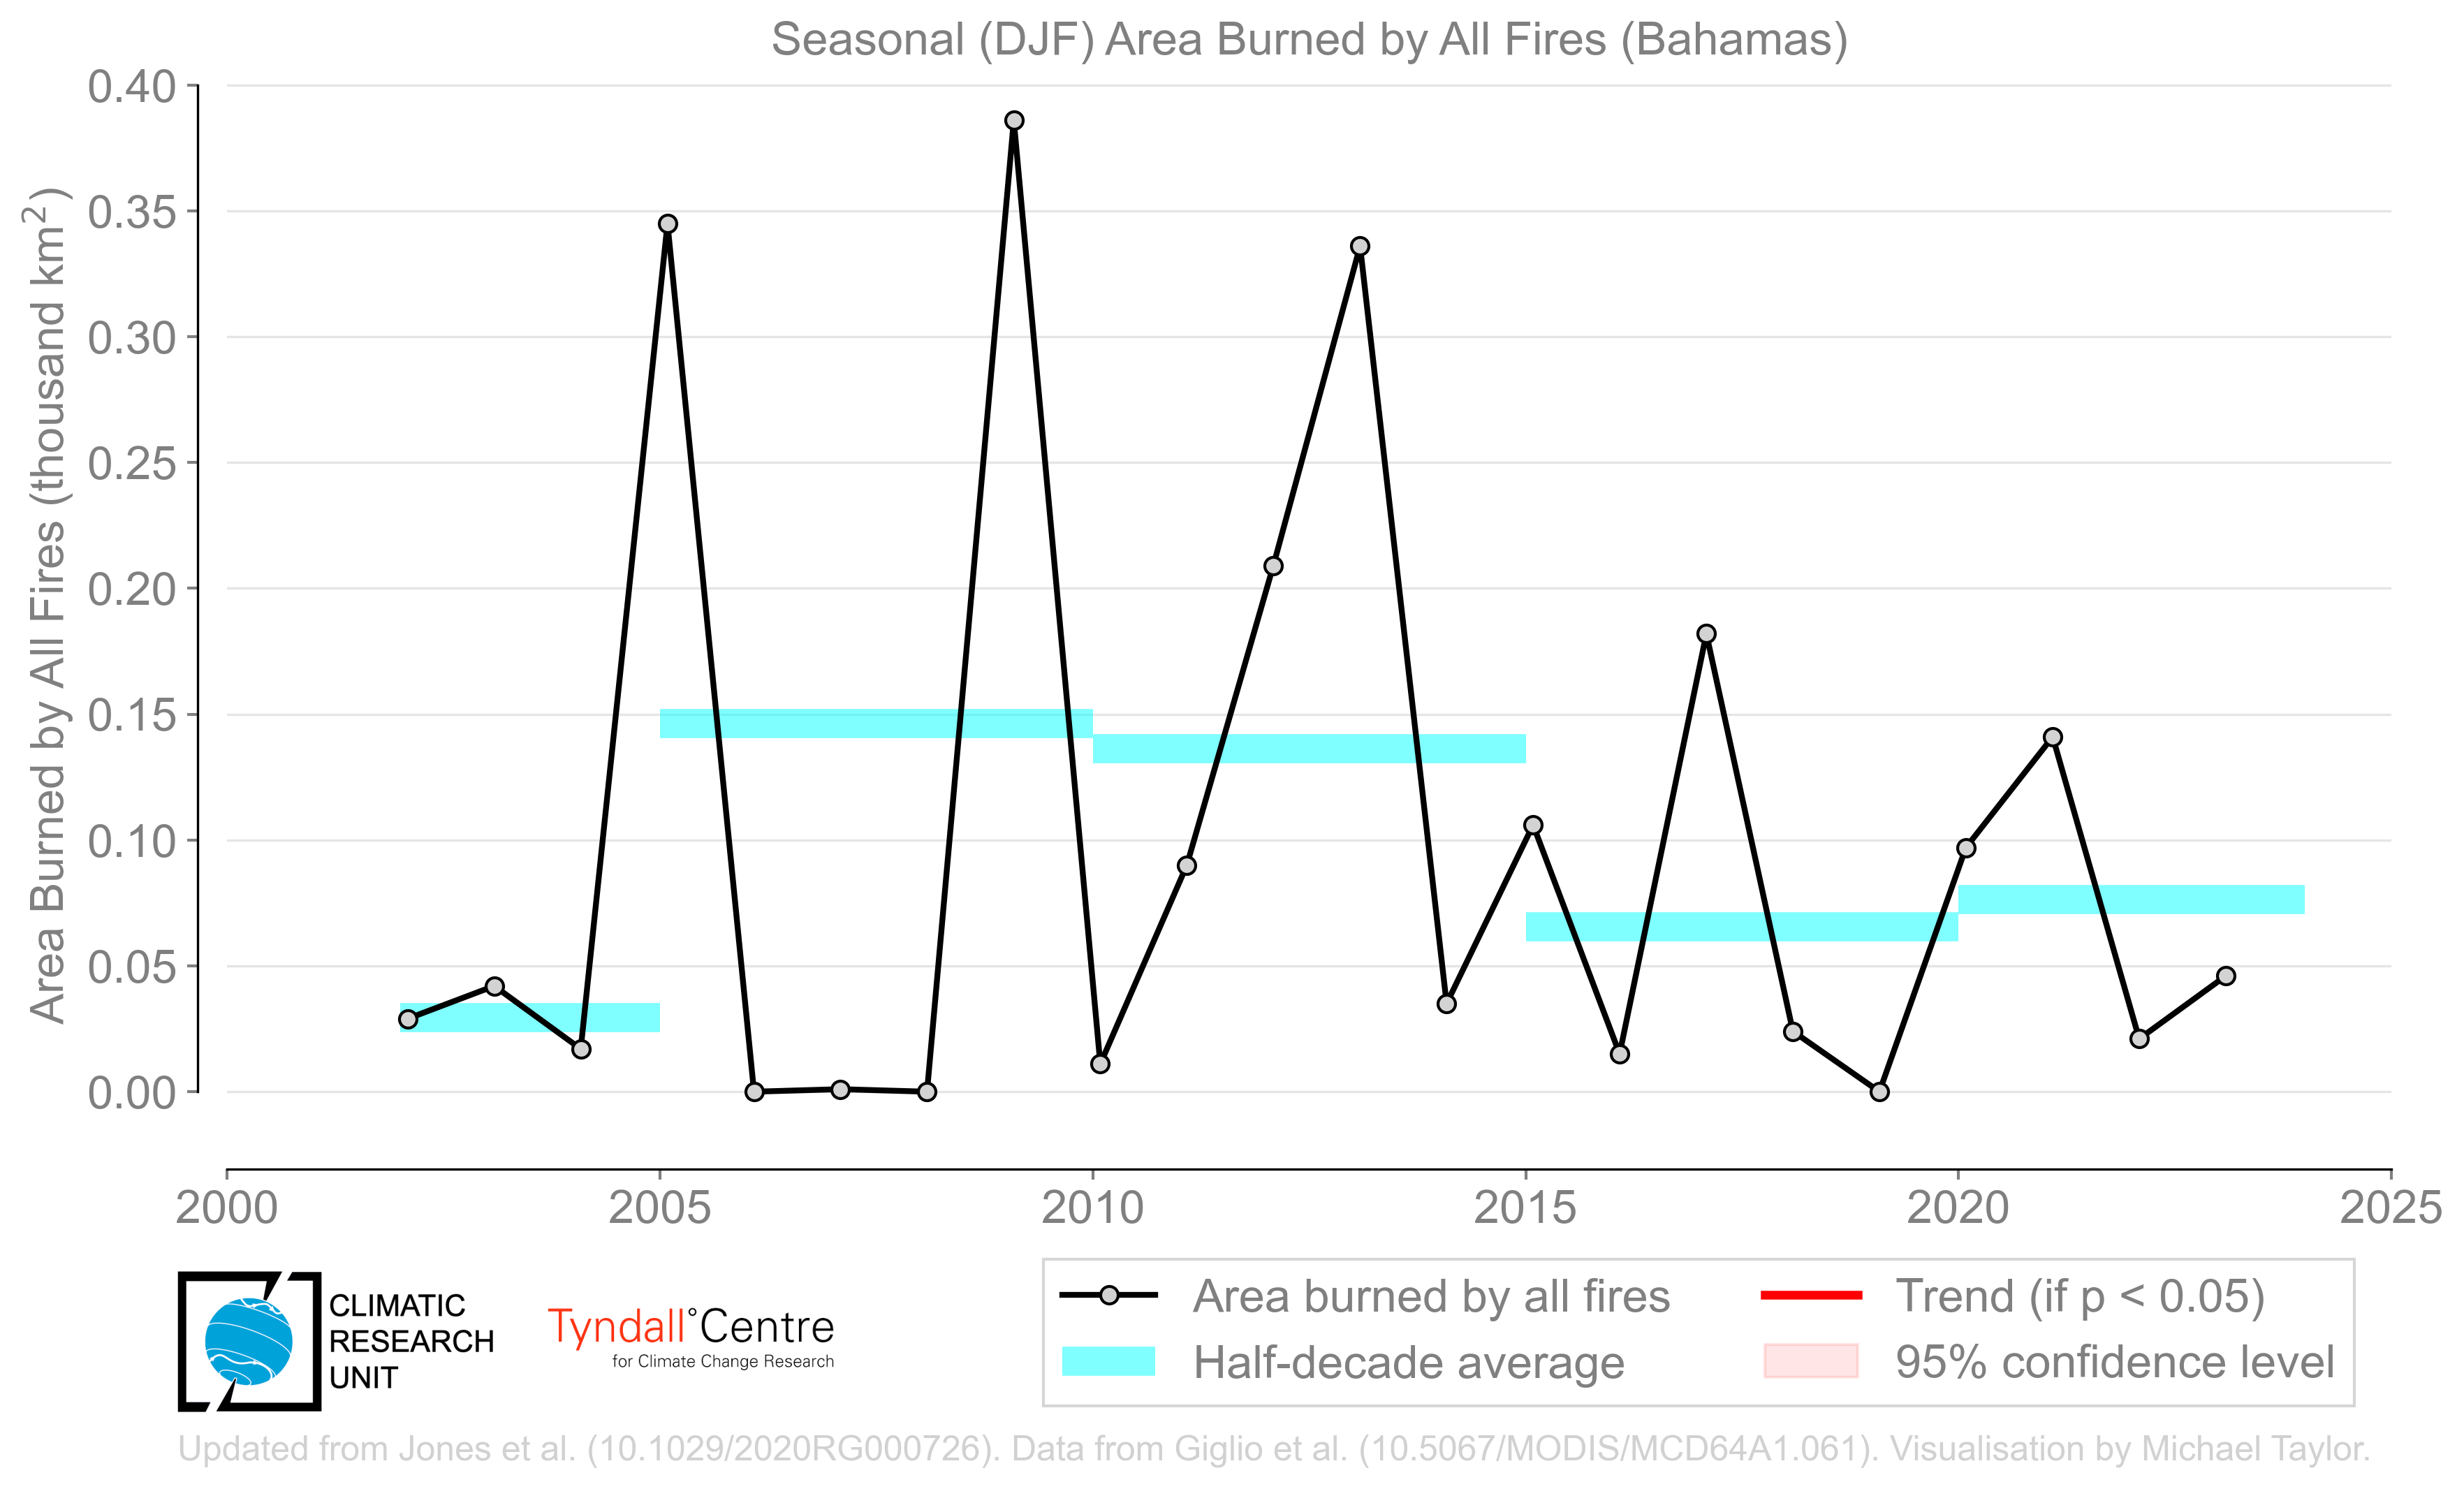 Seasonal (DJF) Area Burned by All Fires (Bahamas)
Area Burned by All Fires (thousand km²)
0.40
0.35
0.30
0.25
0.20
0.15
0.10
0.05
0.00
2000 2005 2010 2015 2020 2025
CLIMATIC
RESEARCH
UNIT
Tyndall°Centre
for Climate Change Research
Area burned by all fires
Half-decade average
Trend (if p < 0.05)
95% confidence level
Updated from Jones et al. (10.1029/2020RG000726). Data from Giglio et al. (10.5067/MODIS/MCD64A1.061). Visualisation by Michael Taylor.